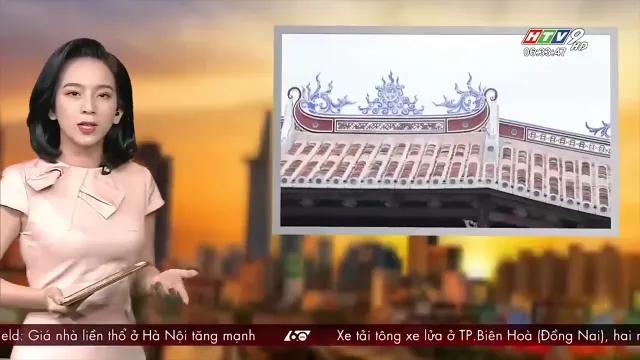 HTV9 HD
06:33:47
eld: Giá nhà liền thổ ở Hà Nội tăng mạnh
60
Xe tải tông xe lửa ở TP.Biên Hoà (Đồng Nai), hai